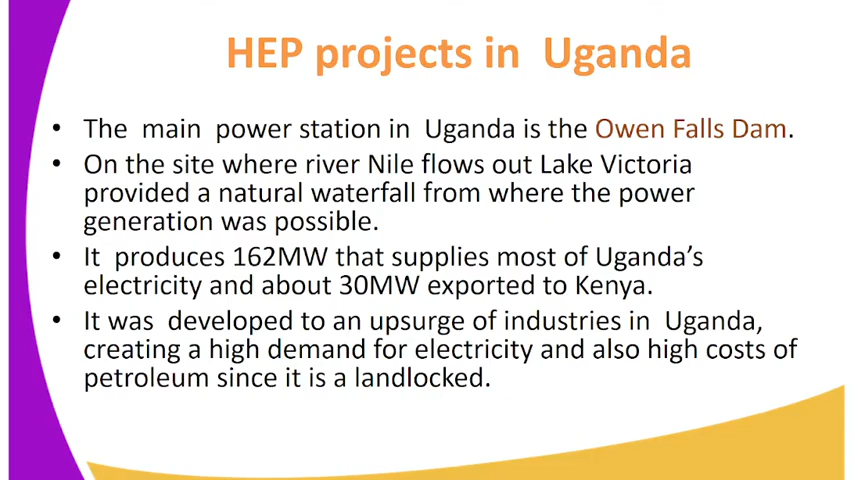 HEP projects in Uganda
• The main power station in Uganda is the Owen Falls Dam.
• On the site where river Nile flows out Lake Victoria
provided a natural waterfall from where the power
generation was possible.
• It produces 162MW that supplies most of Uganda’s
electricity and about 30MW exported to Kenya.
• It was developed to an upsurge of industries in Uganda,
creating a high demand for electricity and also high costs of
petroleum since it is a landlocked.